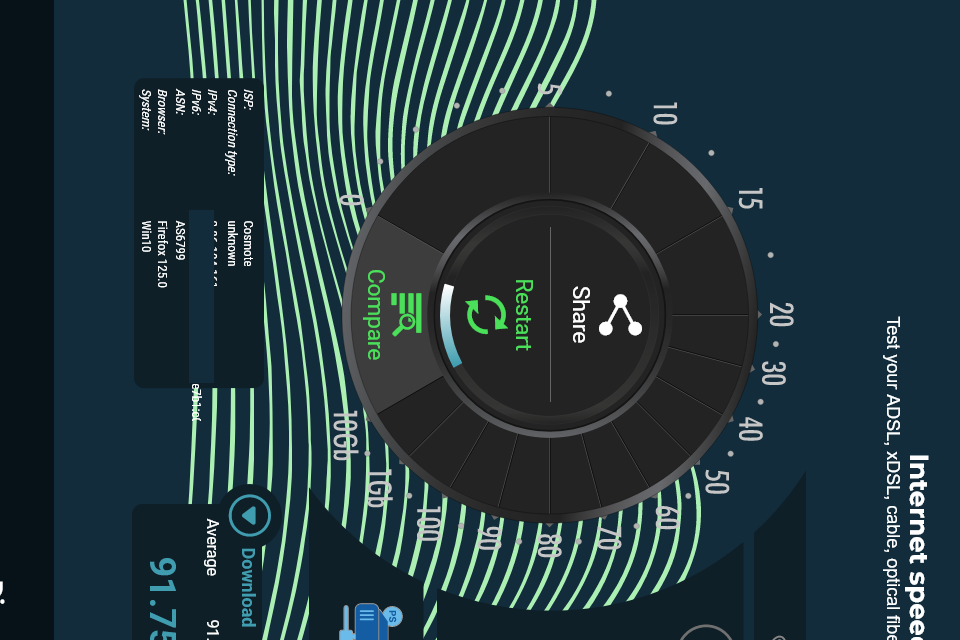 Internet speed
Test your ADSL, xDSL, cable, optical fibe
0
5
10
15
20
30
40
50
60
70
80
90
100
1Gb
10Gb
Share
Restart
Compare
ISP: Cosmote
Connection type: unknown
IPv4:
IPv6:
ASN: AS6799
Browser: Firefox 125.0
System: Win10
Download
Average 91.
91.75
PS